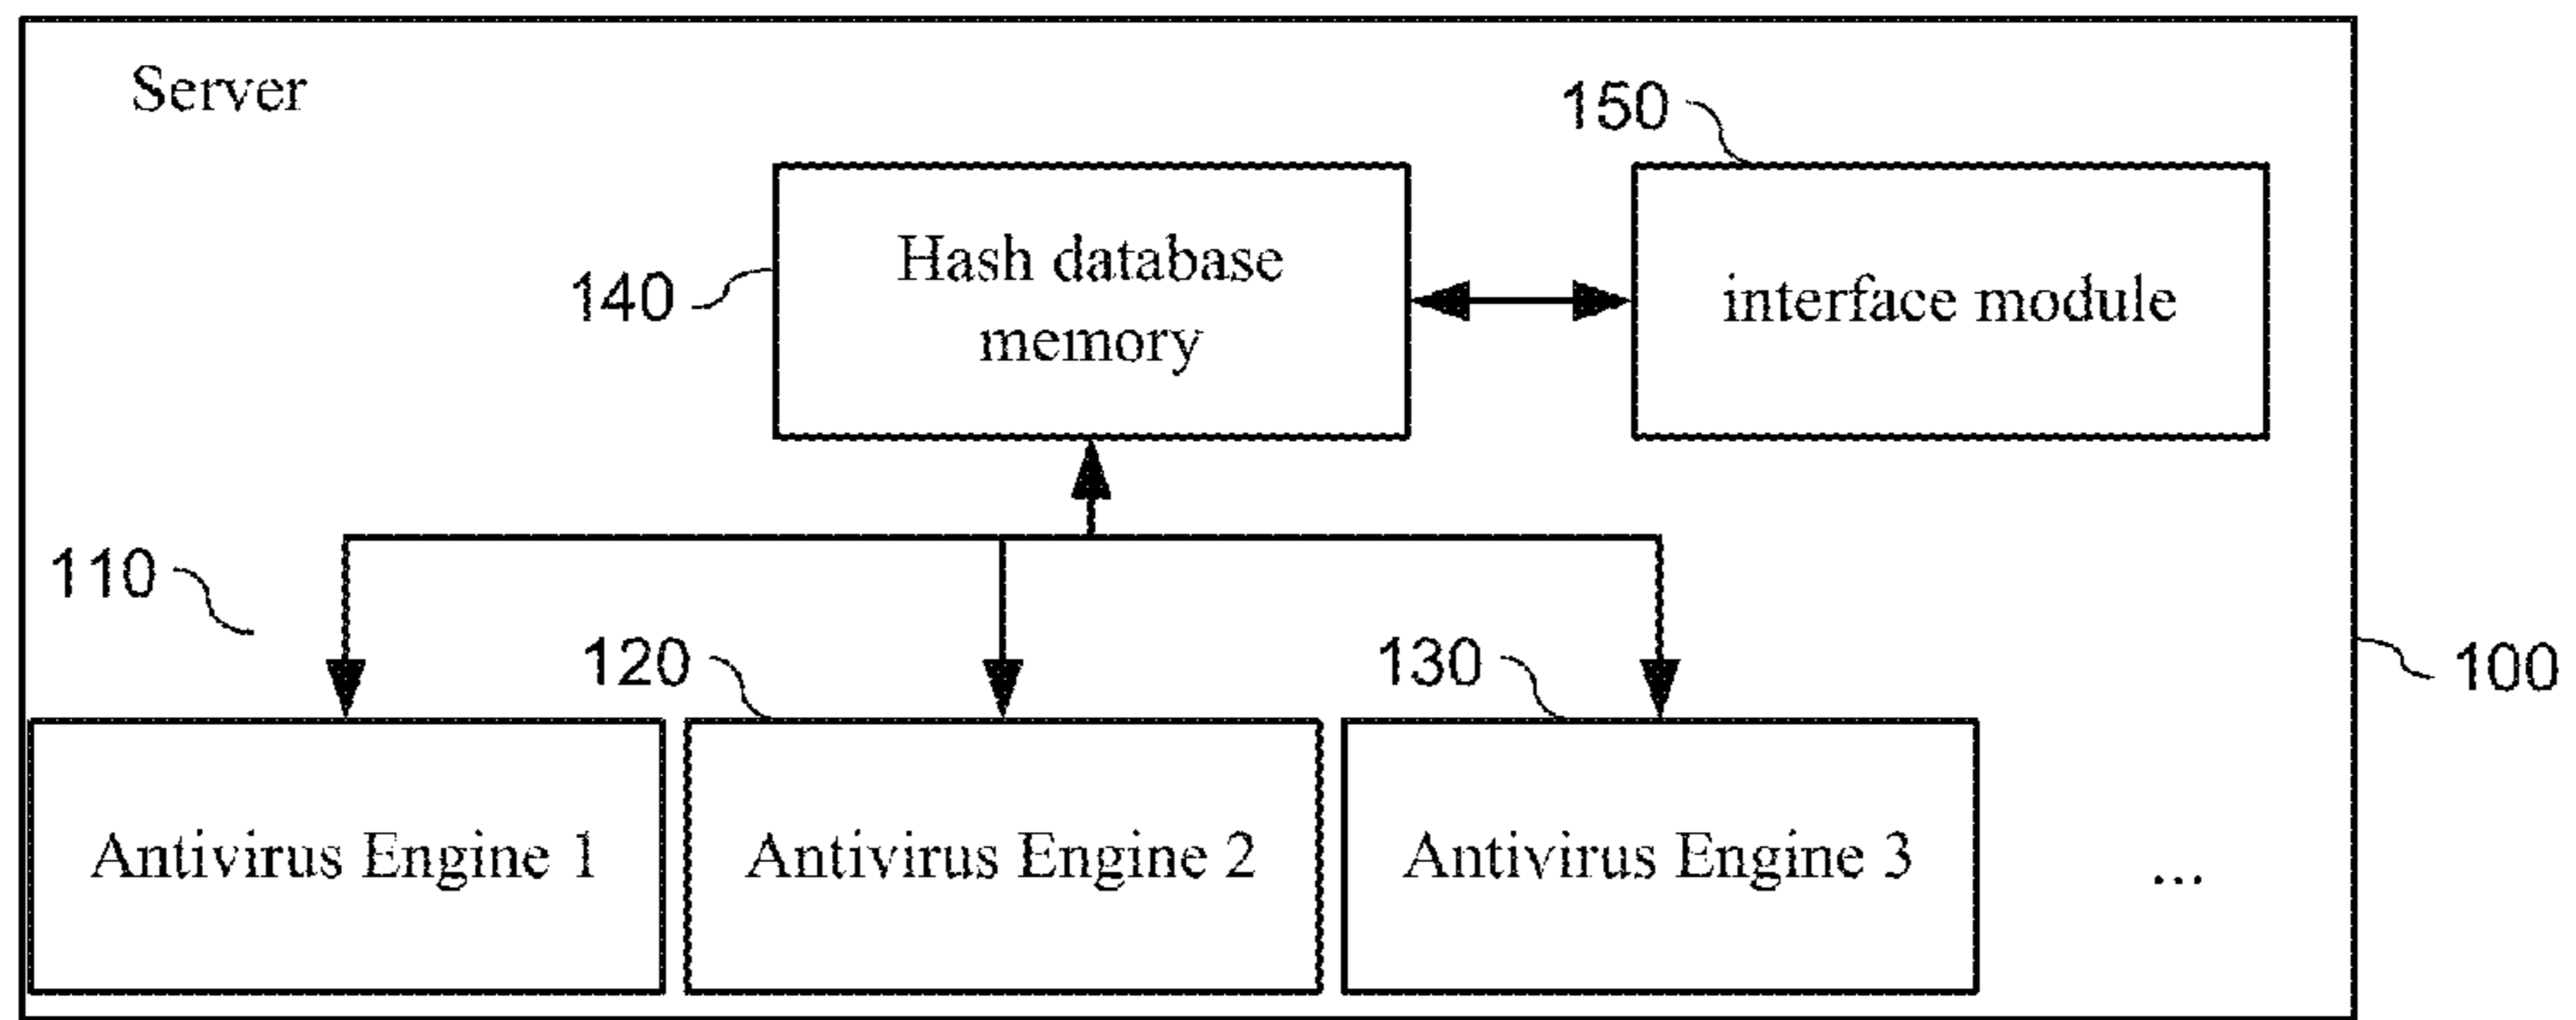 Server
150
Hash database
memory
140
interface module
110
120
130
100
Antivirus Engine 1
Antivirus Engine 2
Antivirus Engine 3
...